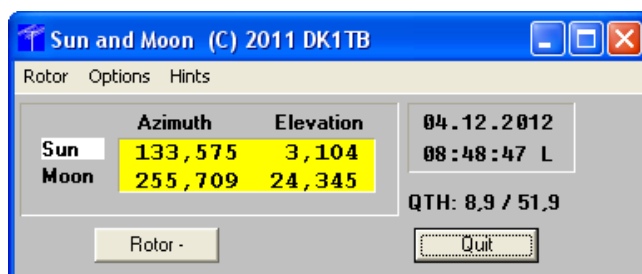 Sun and Moon (C) 2011 DK1TB
Rotor Options Hints
Azimuth Elevation
Sun 133,575 3,104
Moon 255,709 24,345
04.12.2012
08:48:47 L
QTH: 8,9 / 51,9
Rotor -
Quit